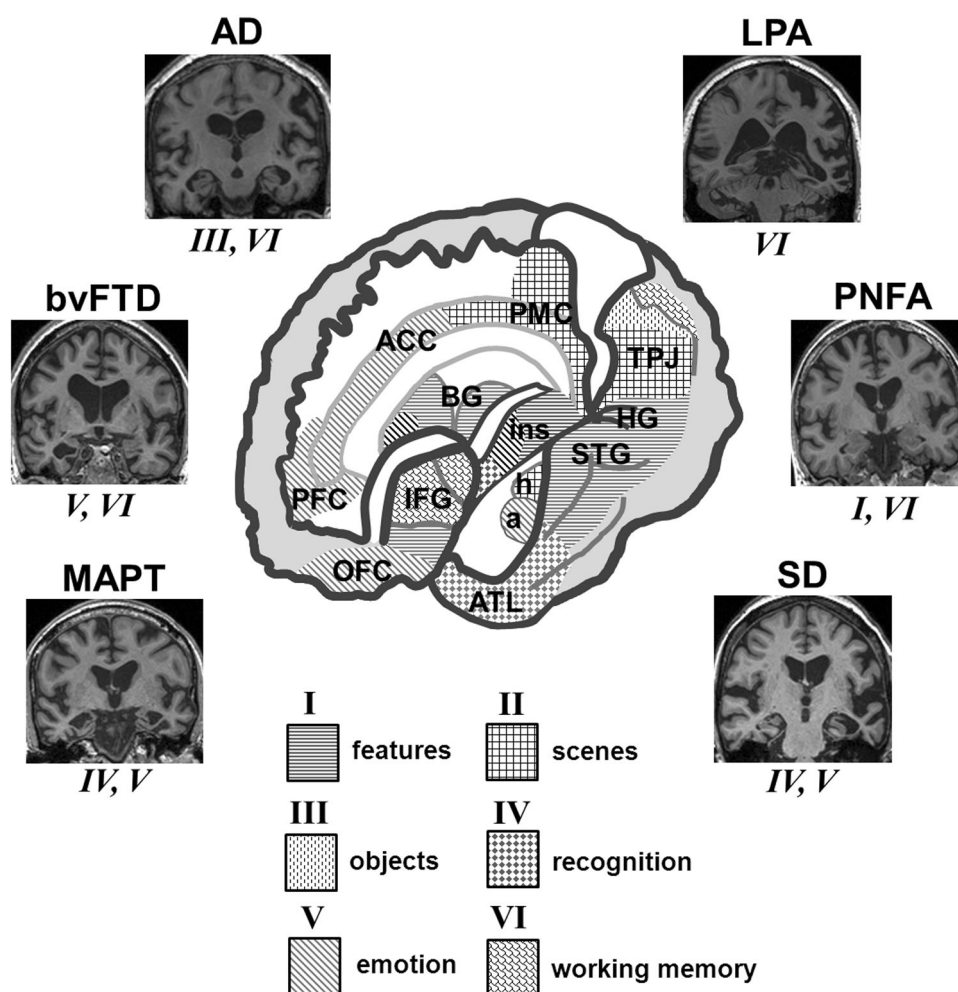 AD
LPA
III, VI
VI
bvFTD
PNFA
PMC
ACC
TPJ
BG
HG
ins
STG
h
PFC
IFG
a
V, VI
I, VI
OFC
MAPT
SD
ATL
IV, V
IV, V
I
II
features
scenes
III
IV
objects
recognition
V
VI
emotion
working memory